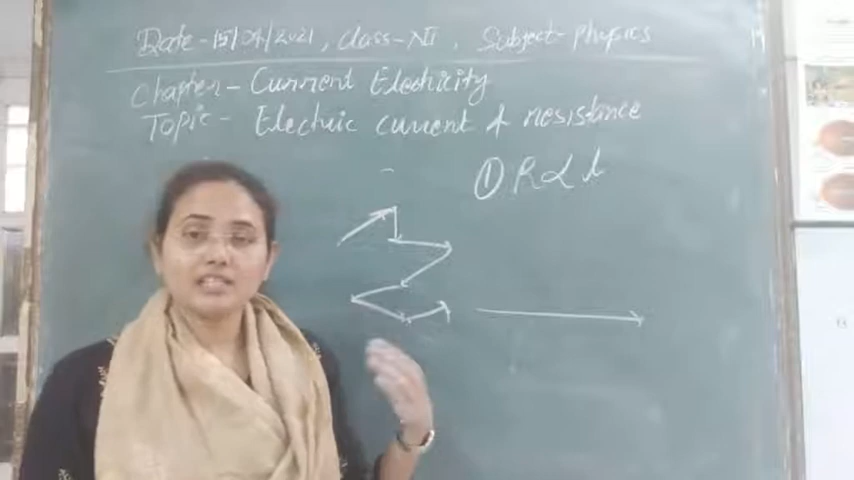 Date - 15/04/2021, Class - XII, Subject - Physics
Chapter - Current Electricity
Topic - Electric current & resistance
① R ∝ l